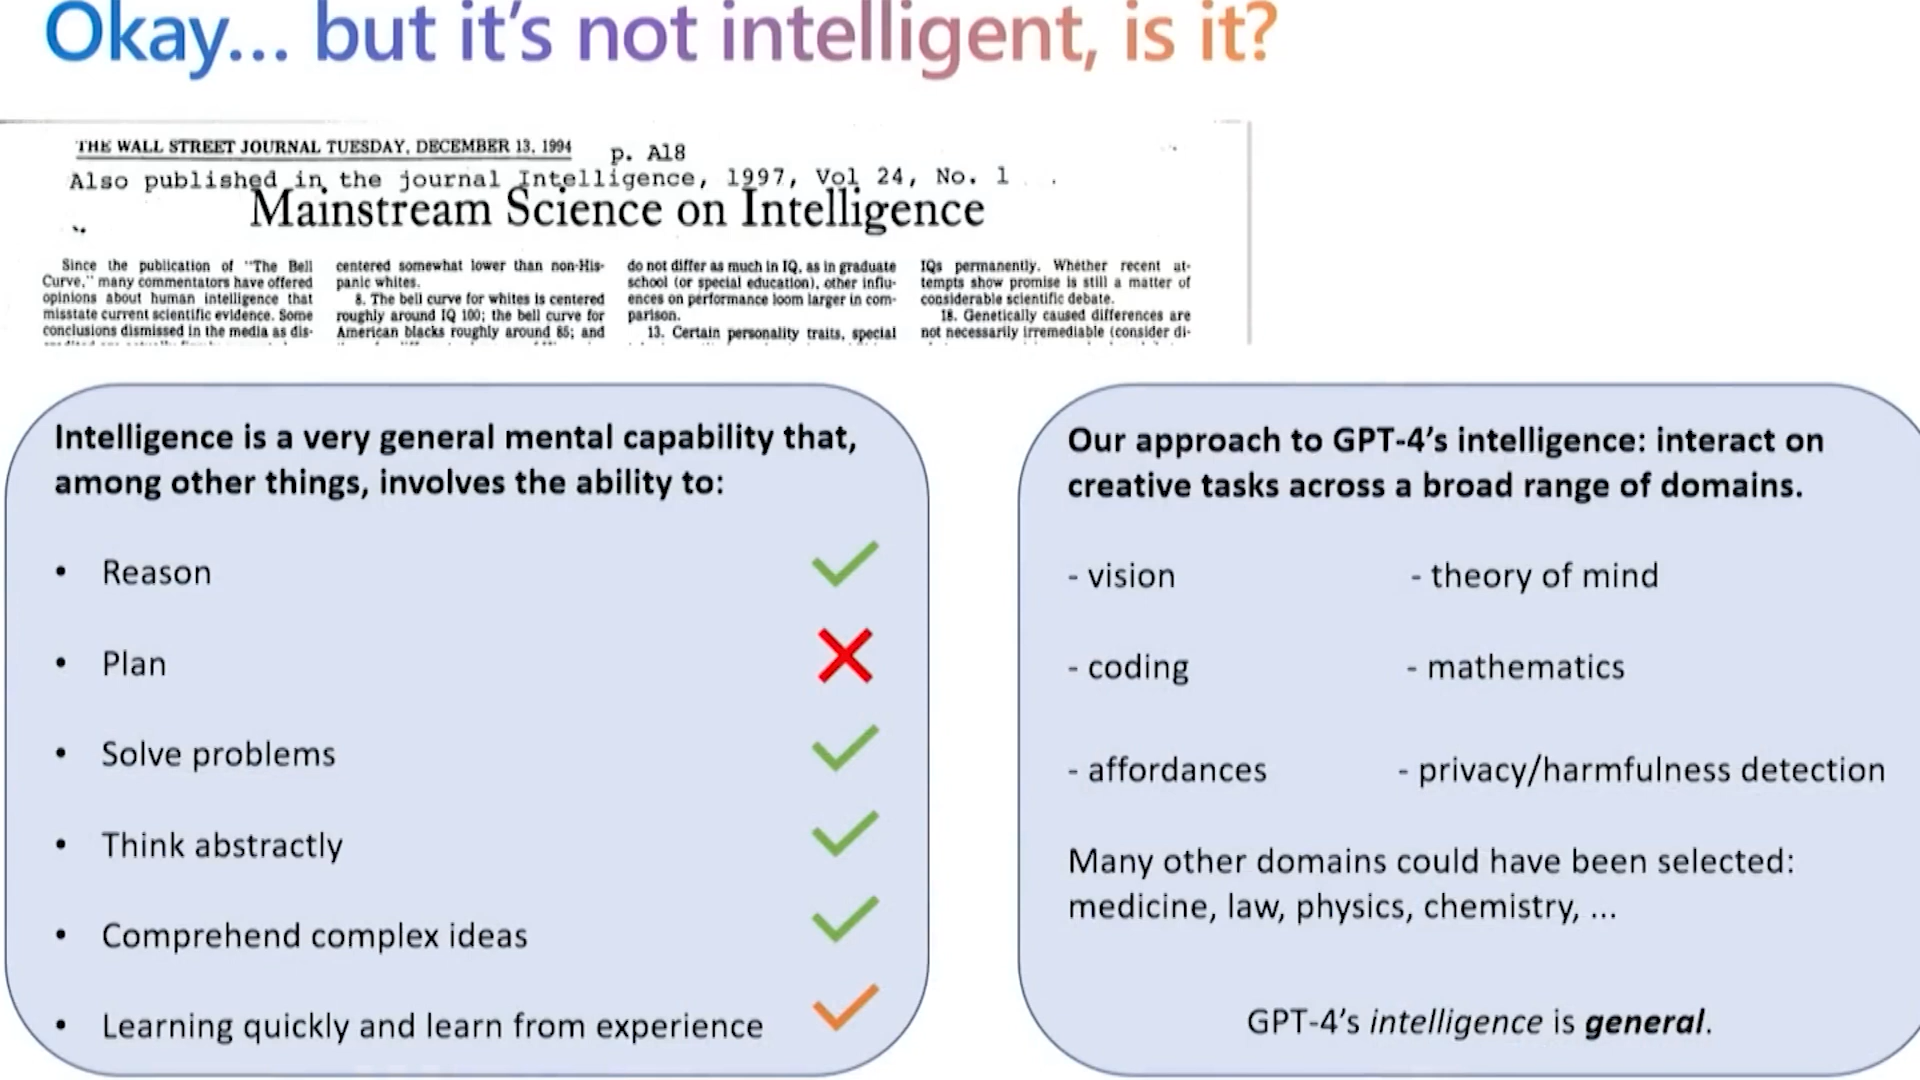 Okay... but it's not intelligent, is it?
THE WALL STREET JOURNAL TUESDAY, DECEMBER 13, 1994
p. A18
Also published in the journal Intelligence, 1997, Vol 24, No. 1
Mainstream Science on Intelligence
Since the publication of "The Bell
Curve," many commentators have offered
opinions about human intelligence that
misstate current scientific evidence. Some
conclusions dismissed in the media as dis-
centered somewhat lower than non-His-
panic whites.
8. The bell curve for whites is centered
roughly around IQ 100; the bell curve for
American blacks roughly around 85; and
do not differ as much in IQ, as in graduate
school (or special education), other influ-
ences on performance loom larger in com-
parison.
13. Certain personality traits, special
IQs permanently. Whether recent at-
tempts show promise is still a matter of
considerable scientific debate.
18. Genetically caused differences are
not necessarily irremediable (consider di-
Intelligence is a very general mental capability that,
among other things, involves the ability to:
• Reason
• Plan
• Solve problems
• Think abstractly
• Comprehend complex ideas
• Learning quickly and learn from experience
Our approach to GPT-4's intelligence: interact on
creative tasks across a broad range of domains.
- vision - theory of mind
- coding - mathematics
- affordances - privacy/harmfulness detection
Many other domains could have been selected:
medicine, law, physics, chemistry, ...
GPT-4's intelligence is general.